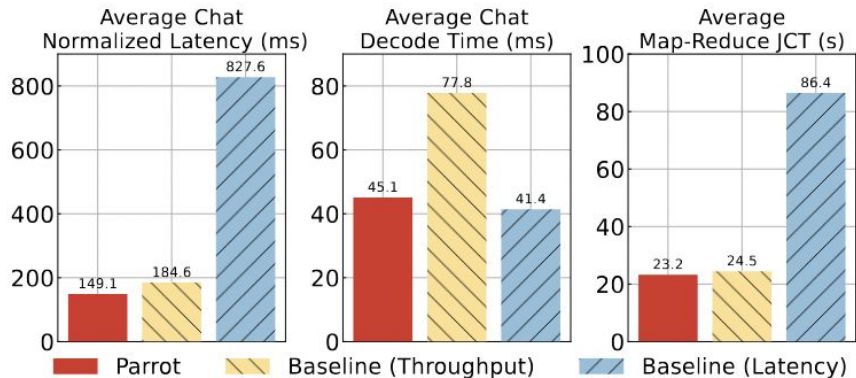 Average Chat
Normalized Latency (ms)
827.6
800
600
400
200
184.6
149.1
0
Average Chat
Decode Time (ms)
80
77.8
60
45.1
41.4
40
20
0
Average
Map-Reduce JCT (s)
100
86.4
80
60
40
24.5
23.2
20
0
Parrot
Baseline (Throughput)
Baseline (Latency)